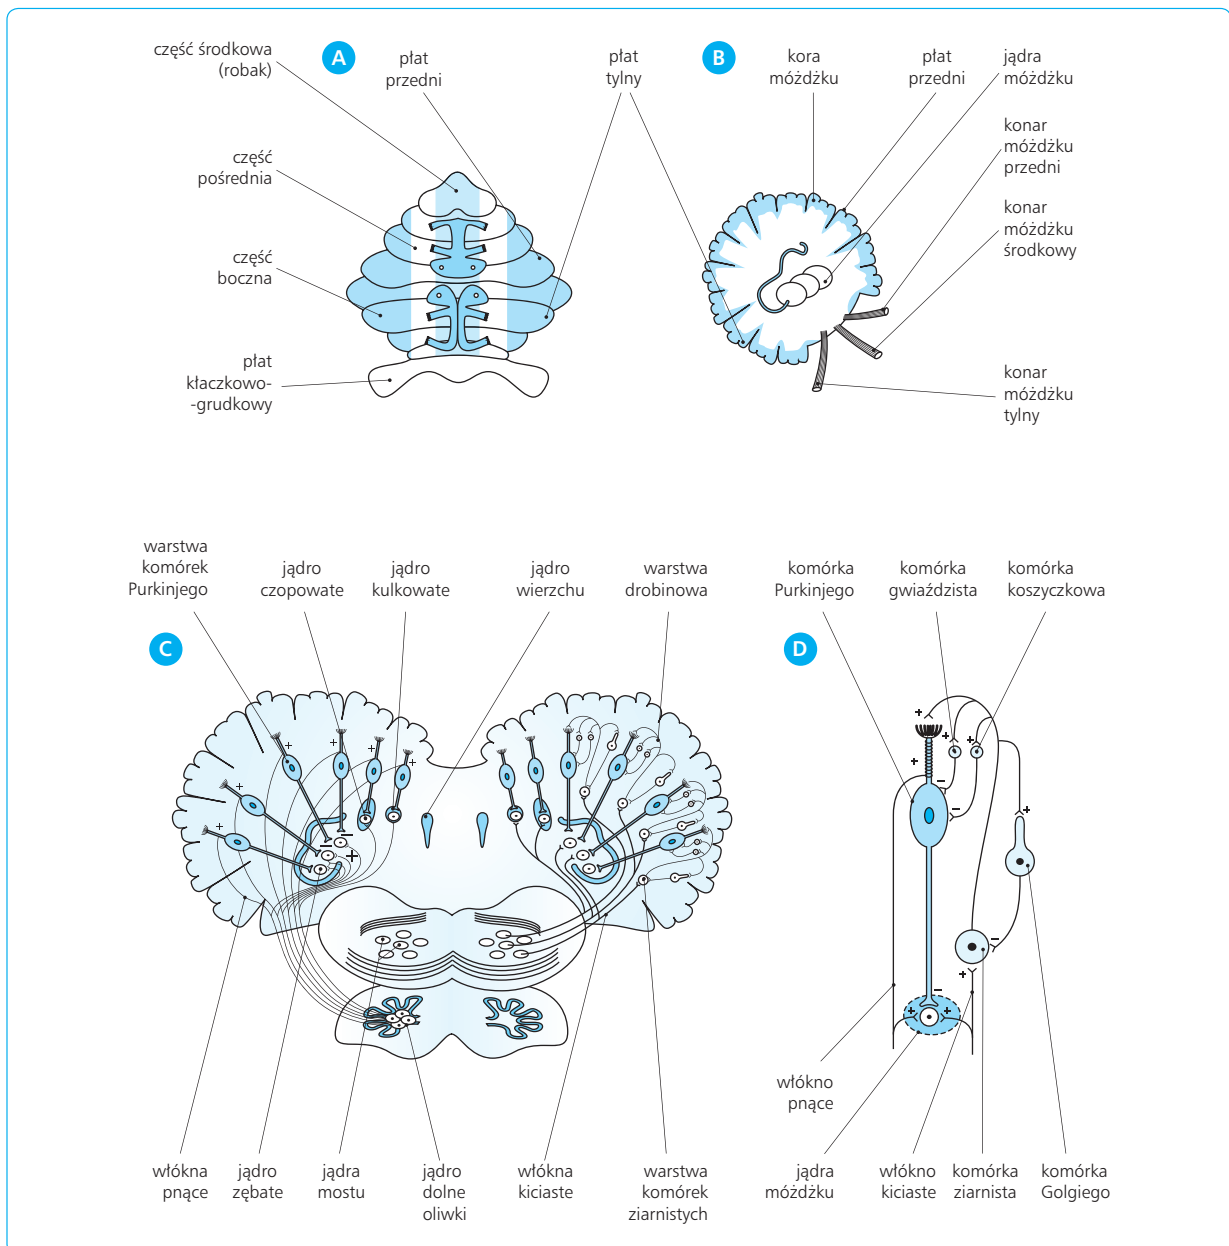 część środkowa
(robak)
A
płat
przedni
płat
tylny
B
kora
móżdżku
płat
przedni
jądra
móżdżku
część
pośrednia
konar
móżdżku
przedni
konar
móżdżku
środkowy
część
boczna
płat
kłaczkowo-
-grudkowy
konar
móżdżku
tylny
warstwa
komórek
Purkinjego
jądro
czopowate
jądro
kulkowate
jądro
wierzchu
warstwa
drobinowa
komórka
Purkinjego
komórka
gwiaździsta
komórka
koszyczkowa
C
D
włókno
pnące
włókna
pnące
jądro
zębate
jądra
mostu
jądro
dolne
oliwki
włókna
kiciaste
warstwa
komórek
ziarnistych
jądra
móżdżku
włókno
kiciaste
komórka
ziarnista
komórka
Golgiego